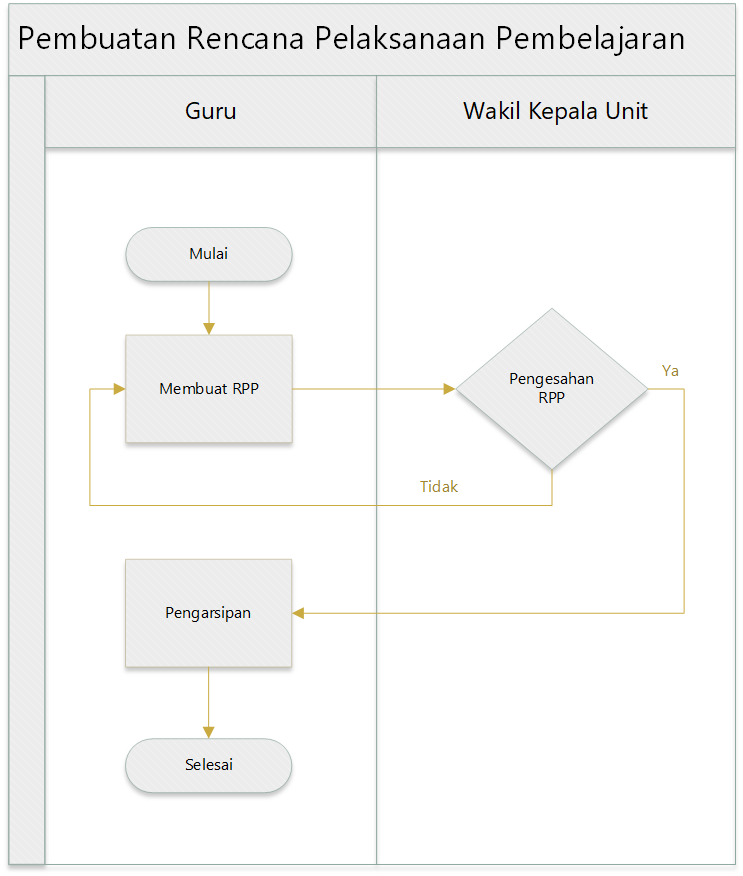 Pembuatan Rencana Pelaksanaan Pembelajaran
Guru
Wakil Kepala Unit
Mulai
Membuat RPP
Pengesahan
RPP
Ya
Tidak
Pengarsipan
Selesai